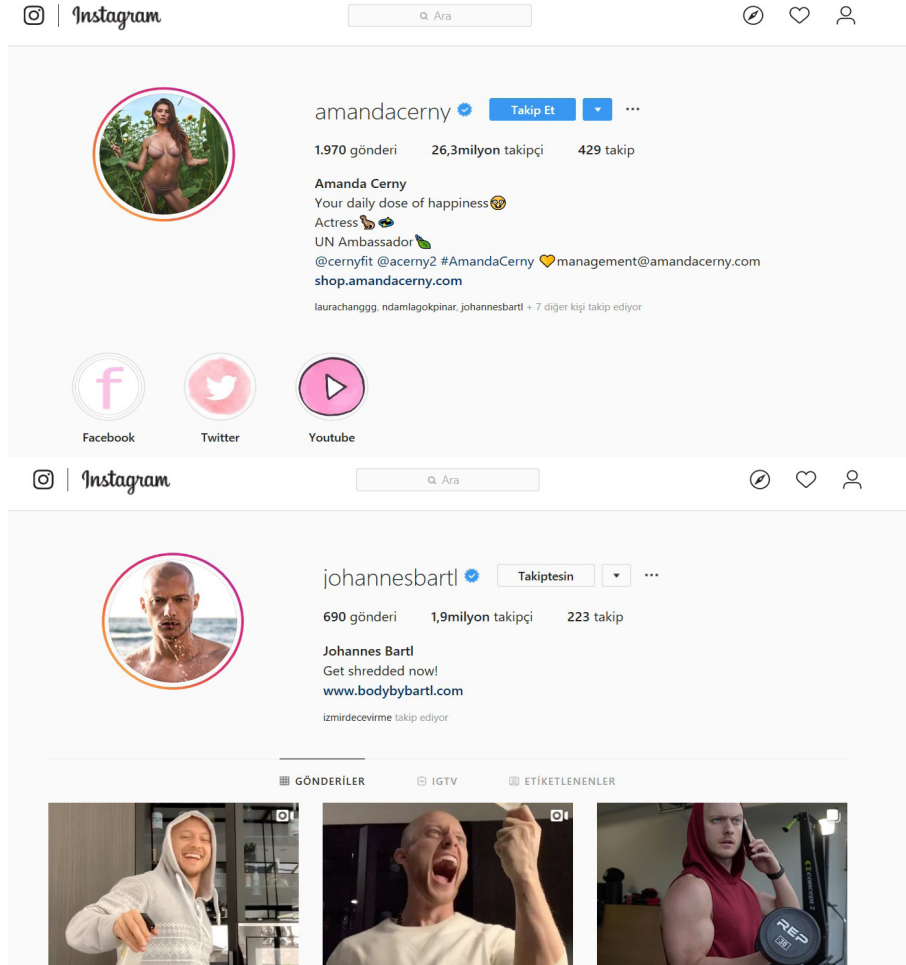 Instagram
Ara
amandacerny Takip Et
1.970 gönderi 26,3milyon takipçi 429 takip
Amanda Cerny
Your daily dose of happiness
Actress
UN Ambassador
@cernyfit @acerny2 #AmandaCerny 💛management@amandacerny.com
shop.amandacerny.com
laurachanggg, ndamlagokpinar, johannesbartl + 7 diğer kişi takip ediyor
f
Facebook Twitter Youtube
Instagram
Ara
johannesbartl Takiptesin
690 gönderi 1,9milyon takipçi 223 takip
Johannes Bartl
Get shredded now!
www.bodybybartl.com
izmirdecevirme takip ediyor
GÖNDERİLER IGTV ETİKETLENENLER
concept 2
REP
30